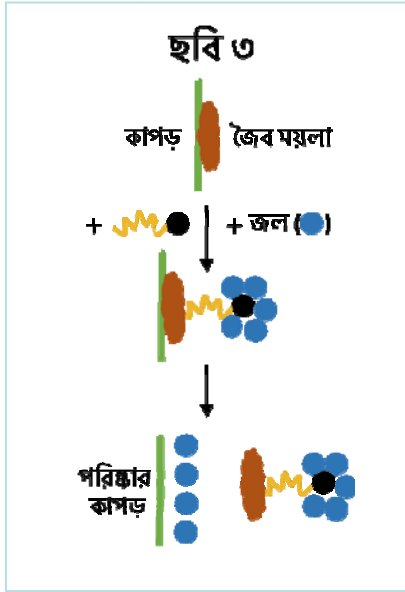 ছবি ৩
কাপড় জৈব ময়লা
+ + জল ( )
পরিষ্কার
কাপড়